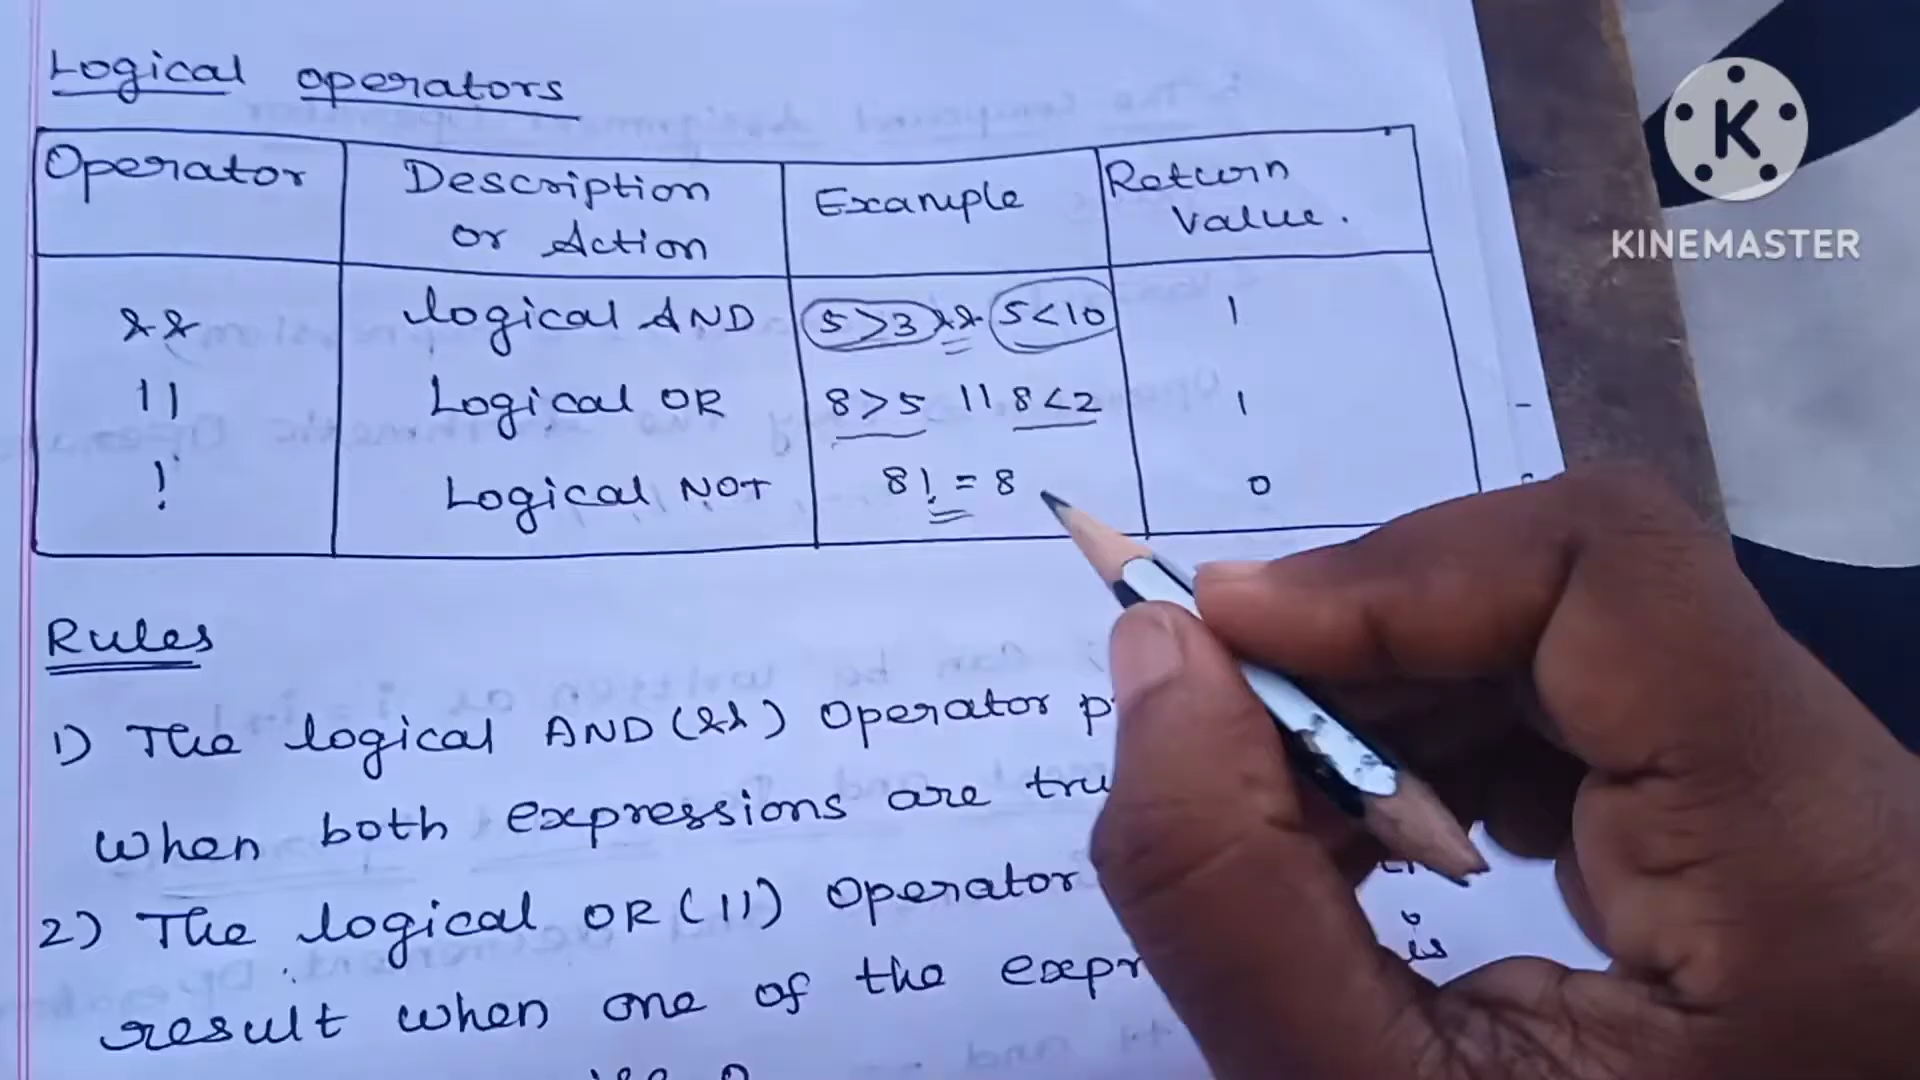 Logical operators
Operator Description or Action Example Return Value.
&& Logical AND 5>3 && 5<10 1
|| Logical OR 8>5 || 8<2 1
! Logical NOT 8!=8 0
Rules
1) The logical AND(&&) Operator
When both expressions are
2) The logical OR(||) Operator
result when one of the is
K
KINEMASTER